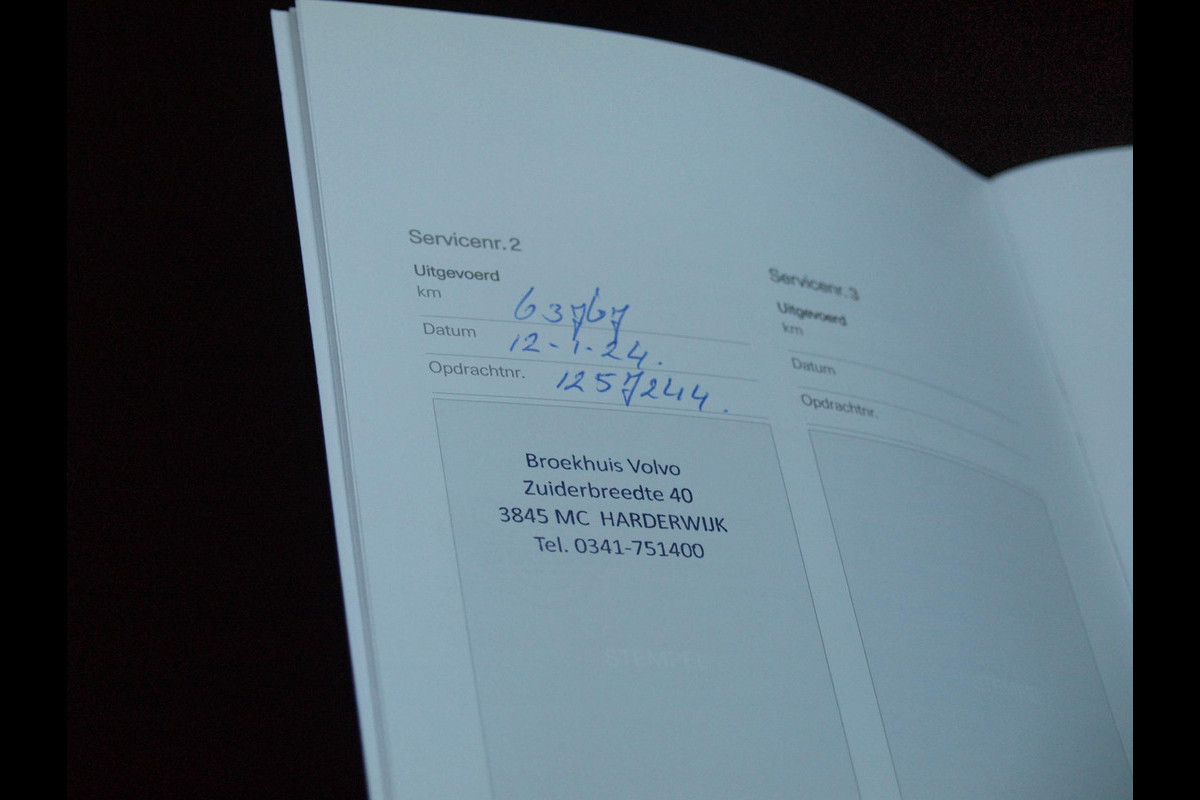 Servicenr. 2
Uitgevoerd
km 63767
Datum 12-1-24.
Opdrachtnr. 1257244.
Broekhuis Volvo
Zuiderbreedte 40
3845 MC HARDERWIJK
Tel. 0341-751400
STEMPEL
Servicenr. 3
Uitgevoerd
km
Datum
Opdrachtnr.